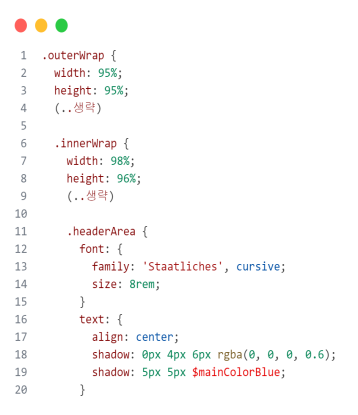 1 .outerWrap {
2   width: 95%;
3   height: 95%;
4   (..생략)
5
6   .innerWrap {
7     width: 98%;
8     height: 96%;
9     (..생략)
10
11     .headerArea {
12       font: {
13         family: 'Staatliches', cursive;
14         size: 8rem;
15       }
16       text: {
17         align: center;
18         shadow: 0px 4px 6px rgba(0, 0, 0, 0.6);
19         shadow: 5px 5px $mainColorBlue;
20       }